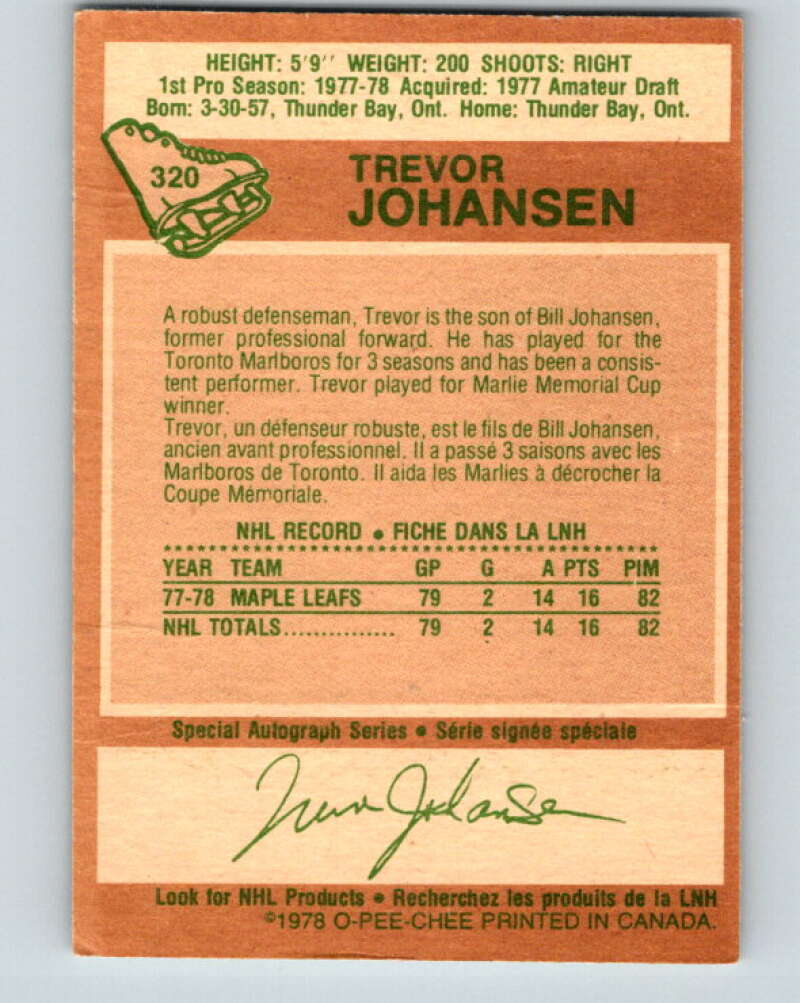 HEIGHT: 5'9" WEIGHT: 200 SHOOTS: RIGHT
1st Pro Season: 1977-78 Acquired: 1977 Amateur Draft
Born: 3-30-57, Thunder Bay, Ont. Home: Thunder Bay, Ont.
320
TREVOR
JOHANSEN
A robust defenseman, Trevor is the son of Bill Johansen,
former professional forward. He has played for the
Toronto Marlboros for 3 seasons and has been a consis-
tent performer. Trevor played for Marlie Memorial Cup
winner.
Trevor, un défenseur robuste, est le fils de Bill Johansen,
ancien avant professionnel. Il a passé 3 saisons avec les
Marlboros de Toronto. Il aida les Marlies à décrocher la
Coupe Mémoriale.
NHL RECORD • FICHE DANS LA LNH
YEAR TEAM GP G A PTS PIM
77-78 MAPLE LEAFS 79 2 14 16 82
NHL TOTALS............... 79 2 14 16 82
Special Autograph Series • Série signée spéciale
Trevor Johansen
Look for NHL Products • Recherchez les produits de la LNH
©1978 O-PEE-CHEE PRINTED IN CANADA.